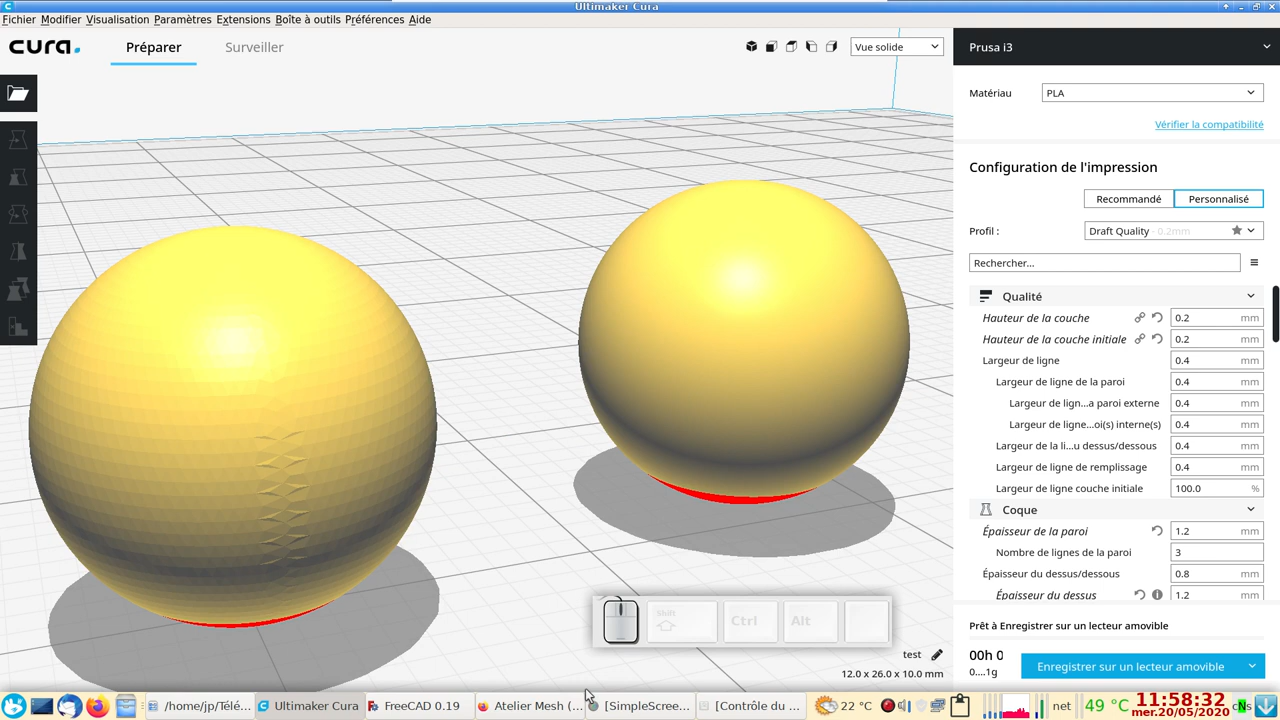 Ultimaker Cura
Fichier Modifier Visualisation Paramètres Extensions Boîte à outils Préférences Aide
cura. Préparer Surveiller Vue solide Prusa i3
Matériau PLA
Vérifier la compatibilité
Configuration de l'impression
Recommandé Personnalisé
Profil : Draft Quality - 0.2mm
Rechercher...
Qualité
Hauteur de la couche 0.2 mm
Hauteur de la couche initiale 0.2 mm
Largeur de ligne 0.4 mm
Largeur de ligne de la paroi 0.4 mm
Largeur de lign...a paroi externe 0.4 mm
Largeur de ligne...oi(s) interne(s) 0.4 mm
Largeur de la li...u dessus/dessous 0.4 mm
Largeur de ligne de remplissage 0.4 mm
Largeur de ligne couche initiale 100.0 %
Coque
Épaisseur de la paroi 1.2 mm
Nombre de lignes de la paroi 3
Épaisseur du dessus/dessous 0.8 mm
Épaisseur du dessus 1.2 mm
Shift Ctrl Alt
Prêt à Enregistrer sur un lecteur amovible
test
12.0 x 26.0 x 10.0 mm
00h 0
0....1g
Enregistrer sur un lecteur amovible
/home/jp/Télé... Ultimaker Cura FreeCAD 0.19 Atelier Mesh (... [SimpleScree... [Contrôle du ... 22 °C net 49 °C 11:58:32
mer.20/05/2020